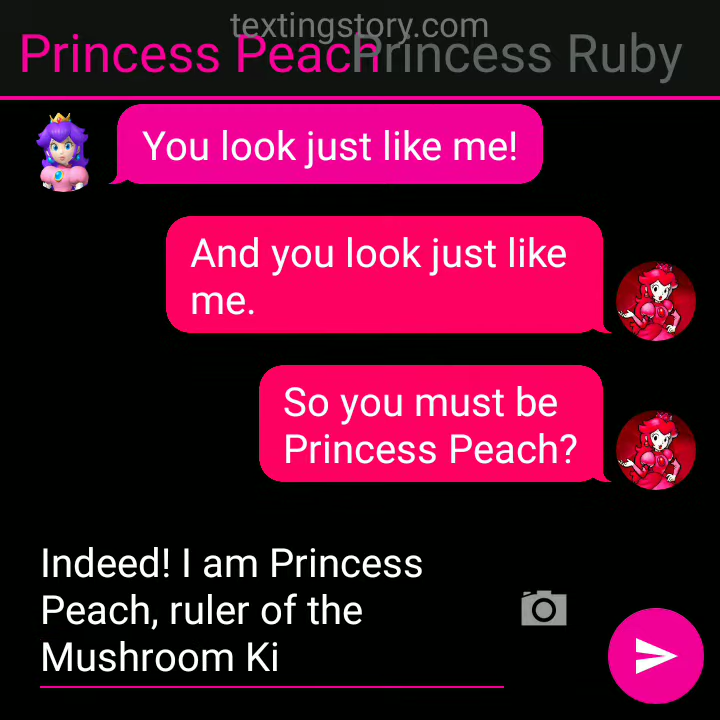 textingstory.com
Princess Peach
Princess Ruby
You look just like me!
And you look just like
me.
So you must be
Princess Peach?
Indeed! I am Princess
Peach, ruler of the
Mushroom Ki